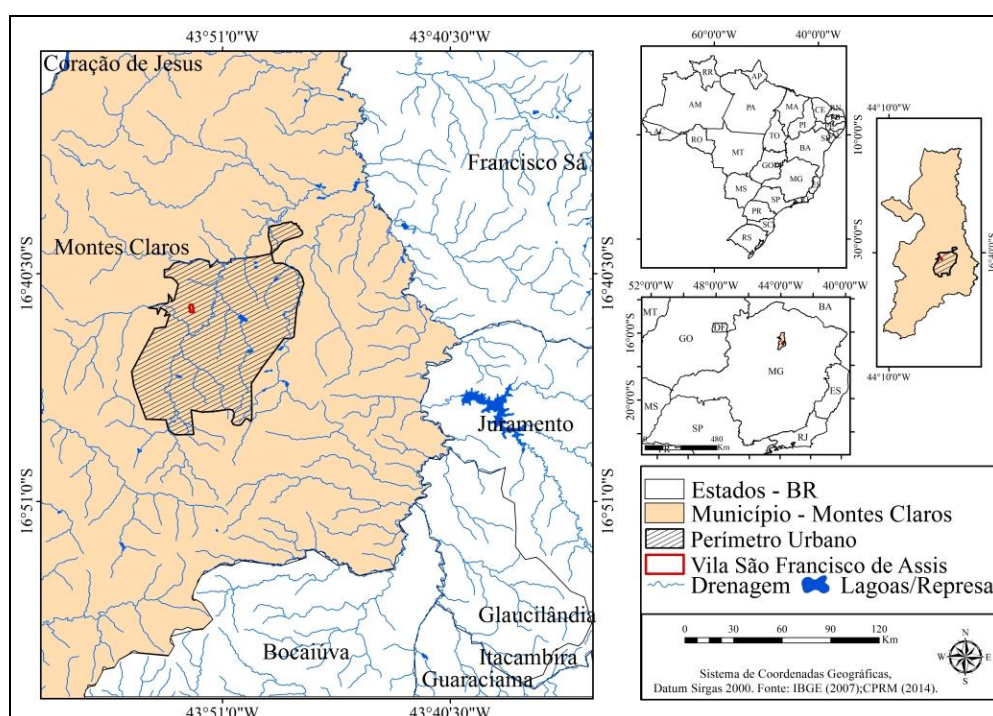 43°51'0"W 43°40'30"W
Coração de Jesus
Francisco Sá
Montes Claros
16°40'30"S
16°40'30"S
Juramento
16°51'0"S
16°51'0"S
Glaucilândia
Bocaiúva
Itacambira
Guaraciama
43°51'0"W 43°40'30"W
60°0'0"W 40°0'0"W
RR
AP
AM
PA
MA
CE
RN
PI
AC
RO
TO
BA
MT
GO
MG
MS
SP
PR
SC
RS
10°0'0"S
30°0'0"S
44°10'0"W
16°40'0"S
44°10'0"W
52°0'0"W 48°0'0"W 44°0'0"W 40°0'0"W
MT
BA
DF
GO
MG
ES
MS
SP
RJ
PR
16°0'0"S
20°0'0"S
0 480
Km
Estados - BR
Município - Montes Claros
Perímetro Urbano
Vila São Francisco de Assis
Drenagem Lagoas/Represa
0 30 60 90 120
Km
N
W E
S
Sistema de Coordenadas Geográficas,
Datum Sirgas 2000. Fonte: IBGE (2007);CPRM (2014).